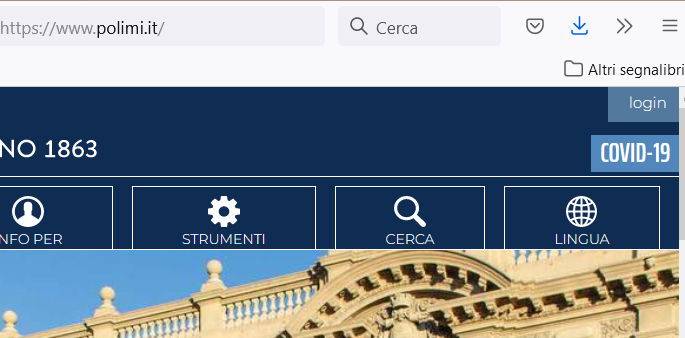 https://www.polimi.it/
Cerca
Altri segnalibri
login
NO 1863
COVID-19
NFO PER
STRUMENTI
CERCA
LINGUA